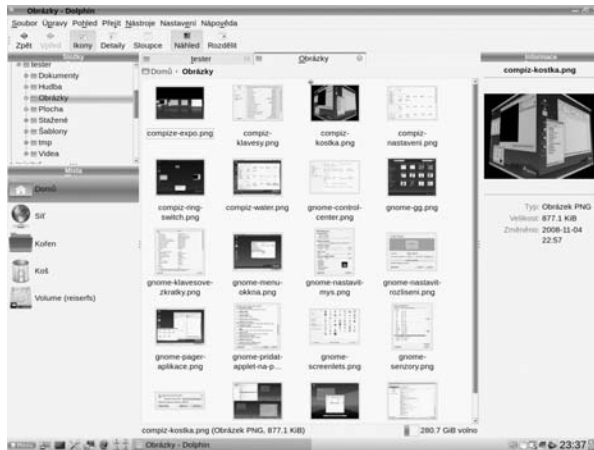 Obrázky - Dolphin
Soubor Úpravy Pohled Přejít Nástroje Nastavení Nápověda
Zpět Vpřed Ikony Detaily Sloupce Náhled Rozdělit
Složky
tester
Dokumenty
Hudba
Obrázky
Plocha
Stažené
Šablony
tmp
Videa
Místa
Domů
Síť
Kořen
Koš
Volume (reiserfs)
tester
Obrázky
Domů › Obrázky
compize-expo.png
compiz-klavesy.png
compiz-kostka.png
compiz-nastaveni.png
compiz-ring-switch.png
compiz-water.png
gnome-control-center.png
gnome-gg.png
gnome-klavesove-zkratky.png
gnome-menu-okkna.png
gnome-nastavit-mys.png
gnome-nastavit-rozliseni.png
gnome-pager-aplikace.png
gnome-pridat-applet-na-p...
gnome-screenlets.png
gnome-senzory.png
compiz-kostka.png (Obrázek PNG, 877.1 KiB)
280.7 GiB volno
Informace
compiz-kostka.png
Typ: Obrázek PNG
Velikost: 877.1 KiB
Změněno: 2008-11-04
22:57
Obrázky - Dolphin
23:37